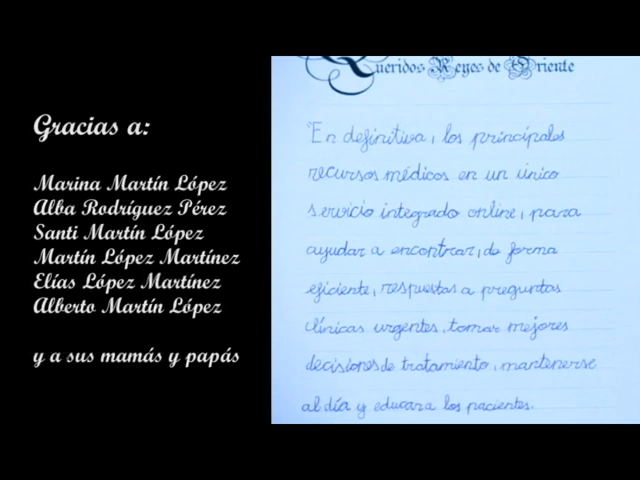 Gracias a:
Marina Martín López
Alba Rodríguez Pérez
Santi Martín López
Martín López Martínez
Elías López Martínez
Alberto Martín López
y a sus mamás y papás
Queridos Reyes de Oriente
"En definitiva, los principales
recursos médicos en un único
servicio integrado online, para
ayudar a encontrar, de forma
eficiente, respuestas a preguntas
clínicas urgentes, tomar mejores
decisiones de tratamiento, mantenerse
al día y educar a los pacientes.